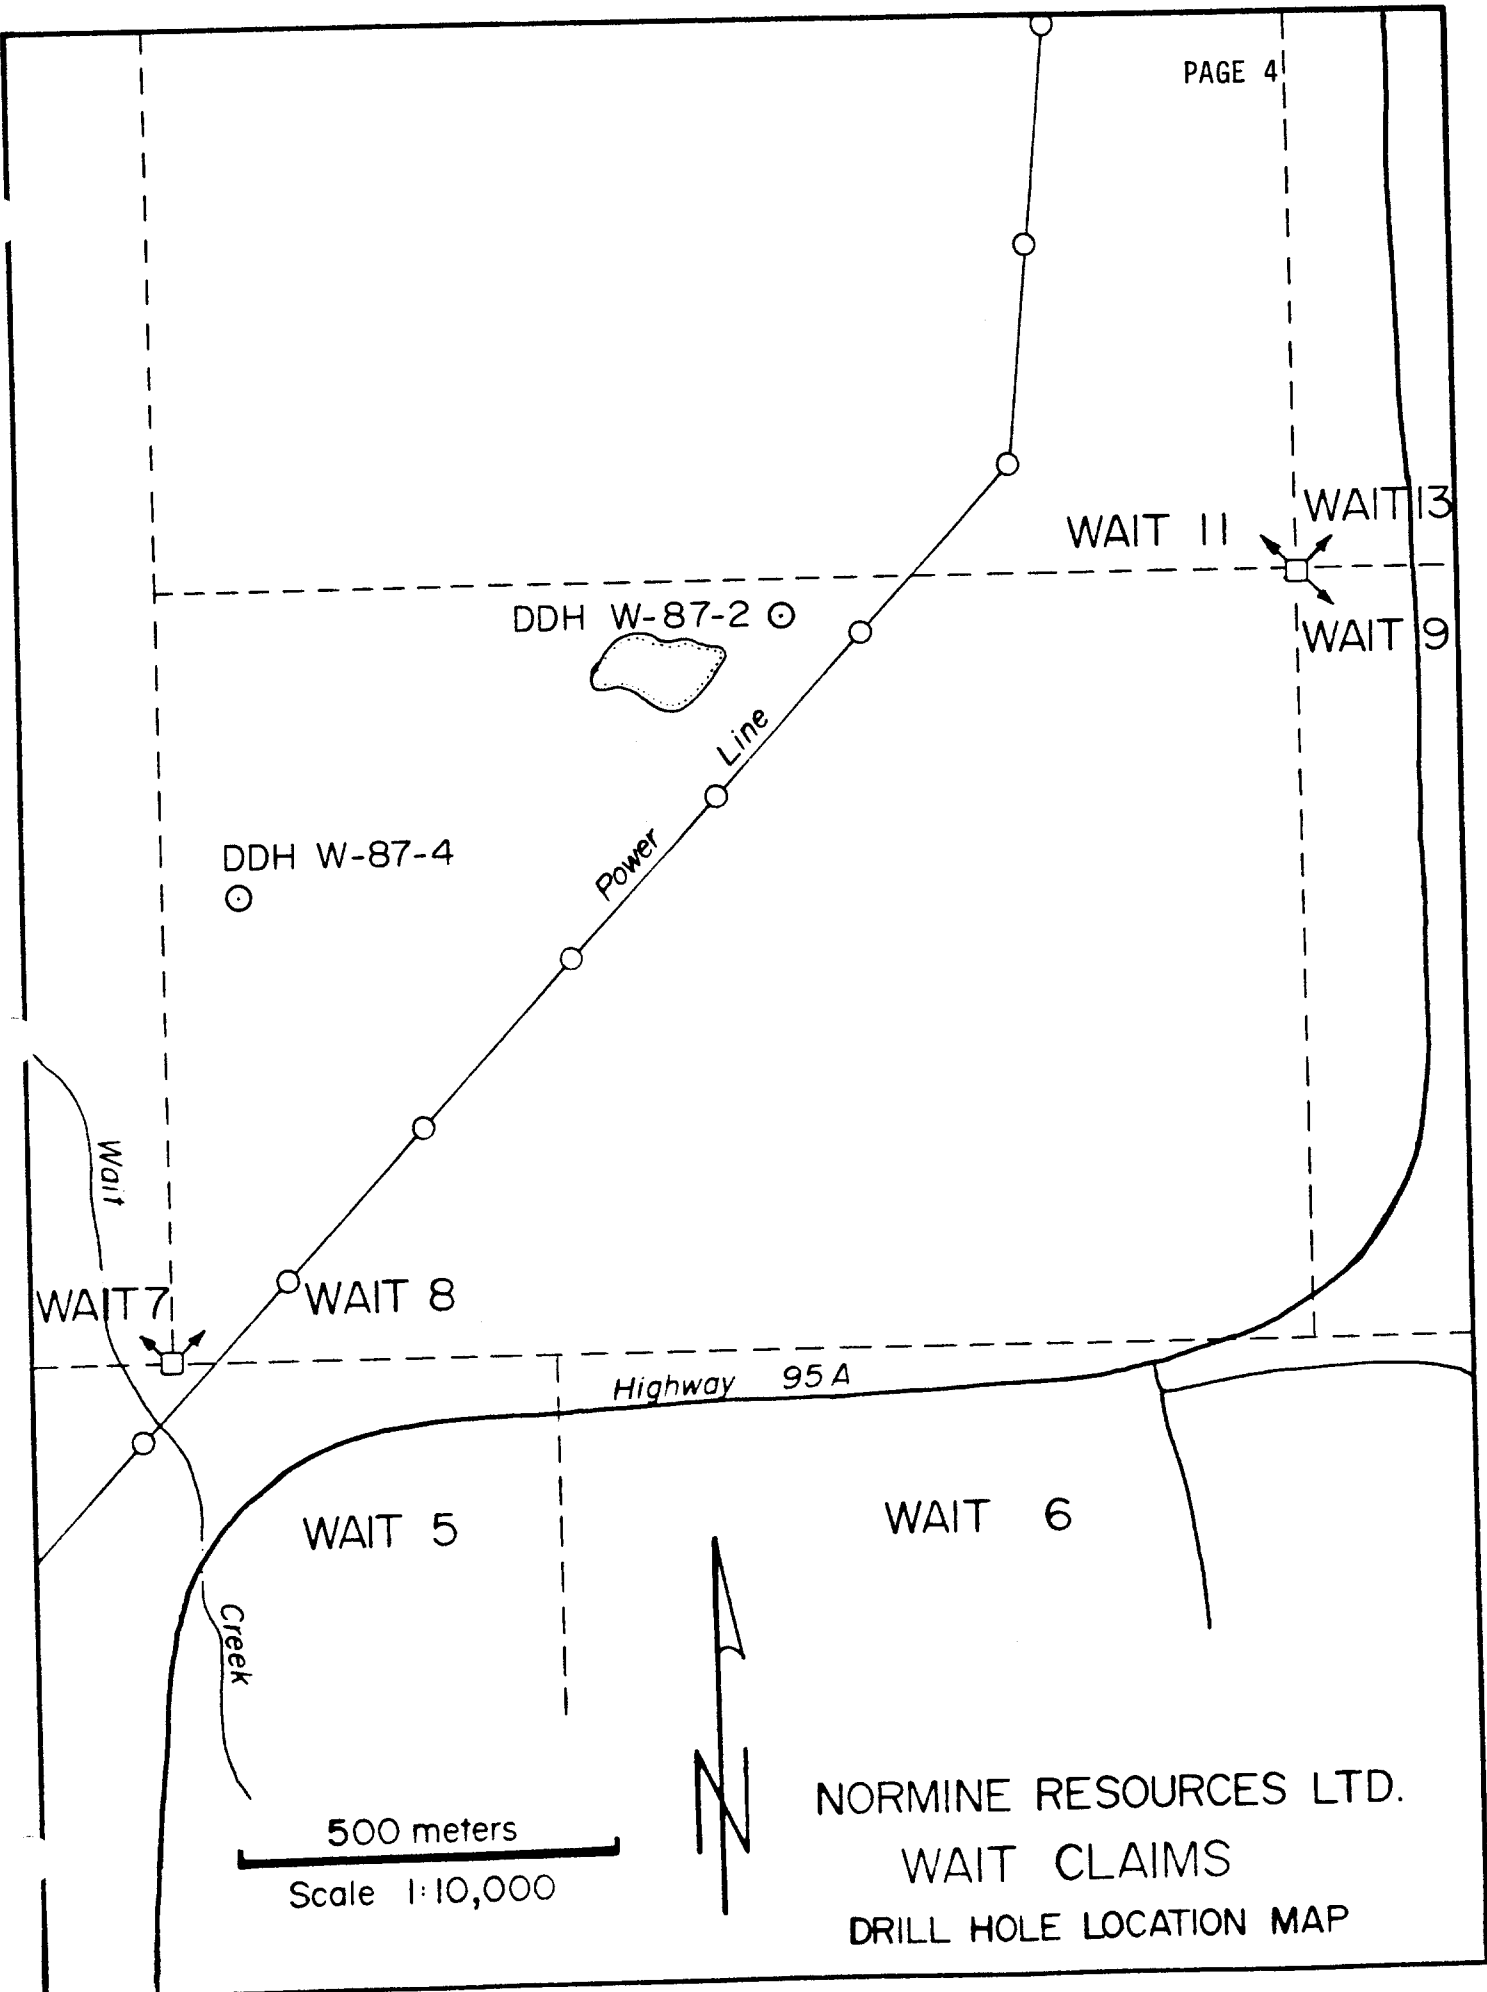 PAGE 4
WAIT 13
WAIT 11
DDH W-87-2
WAIT 9
Line
Power
DDH W-87-4
Wait
WAIT 7
WAIT 8
Highway 95A
WAIT 5
WAIT 6
Creek
N
500 meters
Scale 1:10,000
NORMINE RESOURCES LTD.
WAIT CLAIMS
DRILL HOLE LOCATION MAP